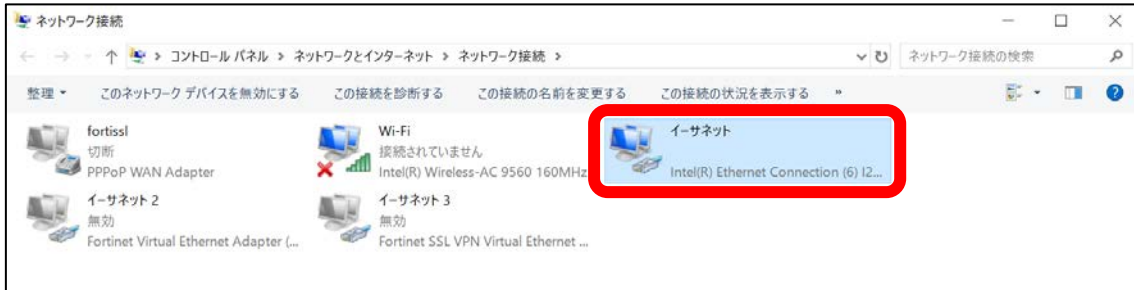 ネットワーク接続
コントロール パネル > ネットワークとインターネット > ネットワーク接続 >
ネットワーク接続の検索
整理 このネットワーク デバイスを無効にする この接続を診断する この接続の名前を変更する この接続の状況を表示する »
fortissl
切断
PPPoP WAN Adapter
Wi-Fi
接続されていません
Intel(R) Wireless-AC 9560 160MHz
イーサネット
Intel(R) Ethernet Connection (6) I2...
イーサネット 2
無効
Fortinet Virtual Ethernet Adapter (...
イーサネット 3
無効
Fortinet SSL VPN Virtual Ethernet ...